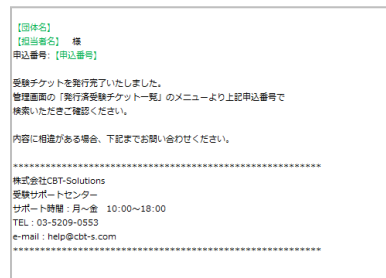 【団体名】
【担当者名】　様
申込番号:【申込番号】
受験チケットを発行完了いたしました。
管理画面の「発行済受験チケット一覧」のメニューより上記申込番号で
検索いただきご確認ください。
内容に相違がある場合、下記までお問い合わせください。
************************************************************
株式会社CBT-Solutions
受験サポートセンター
サポート時間：月～金　10:00～18:00
TEL：03-5209-0553
e-mail：help@cbt-s.com
************************************************************